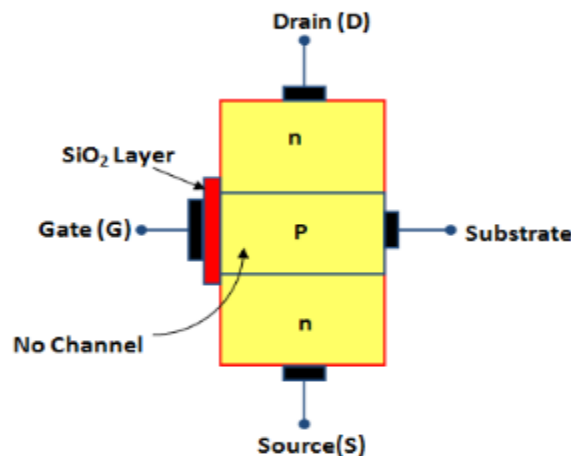 Drain (D)
n
SiO₂ Layer
Gate (G)
P
Substrate
No Channel
n
Source(S)